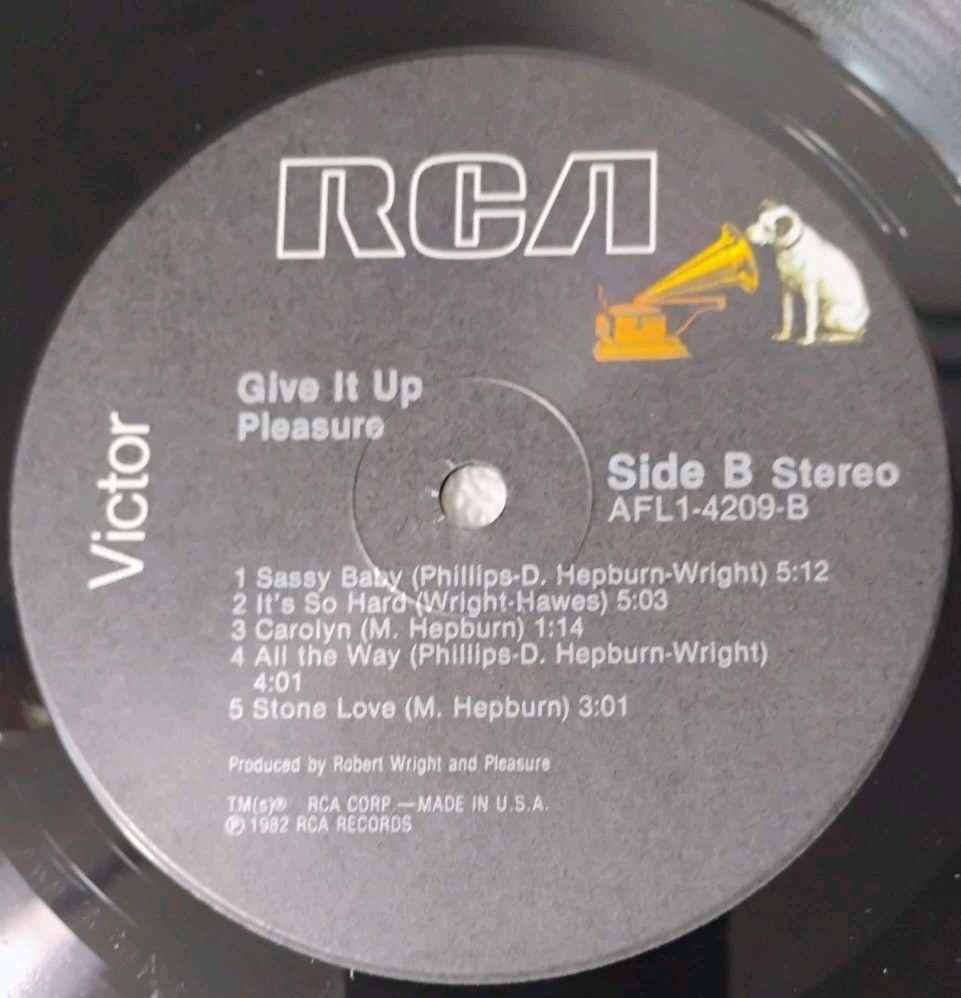 RCA
Victor
Give It Up
Pleasure
Side B Stereo
AFL1-4209-B
1 Sassy Baby (Phillips-D. Hepburn-Wright) 5:12
2 It's So Hard (Wright-Hawes) 5:03
3 Carolyn (M. Hepburn) 1:14
4 All the Way (Phillips-D. Hepburn-Wright)
4:01
5 Stone Love (M. Hepburn) 3:01
Produced by Robert Wright and Pleasure
TM(s)® RCA CORP.—MADE IN U.S.A.
℗ 1982 RCA RECORDS